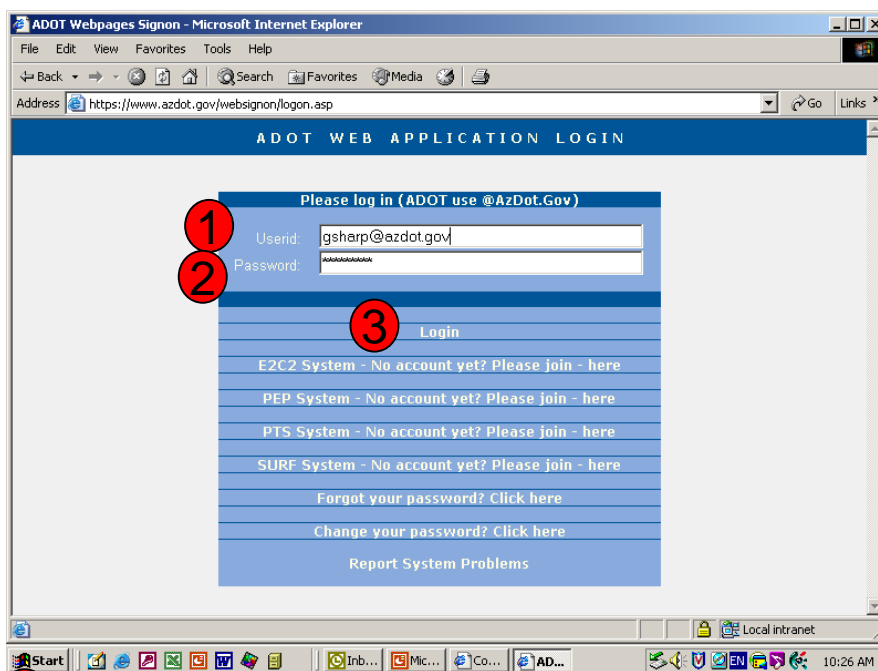 ADOT Webpages Signon - Microsoft Internet Explorer
File Edit View Favorites Tools Help
Back Search Favorites Media
Address https://www.azdot.gov/websignon/logon.asp Go Links
ADOT WEB APPLICATION LOGIN
Please log in (ADOT use @AzDot.Gov)
1 Userid: gsharp@azdot.gov
2 Password: *********
3 Login
E2C2 System - No account yet? Please join - here
PEP System - No account yet? Please join - here
PTS System - No account yet? Please join - here
SURF System - No account yet? Please join - here
Forgot your password? Click here
Change your password? Click here
Report System Problems
Local intranet
Start Inb... Mic... Co... AD... EN 10:26 AM